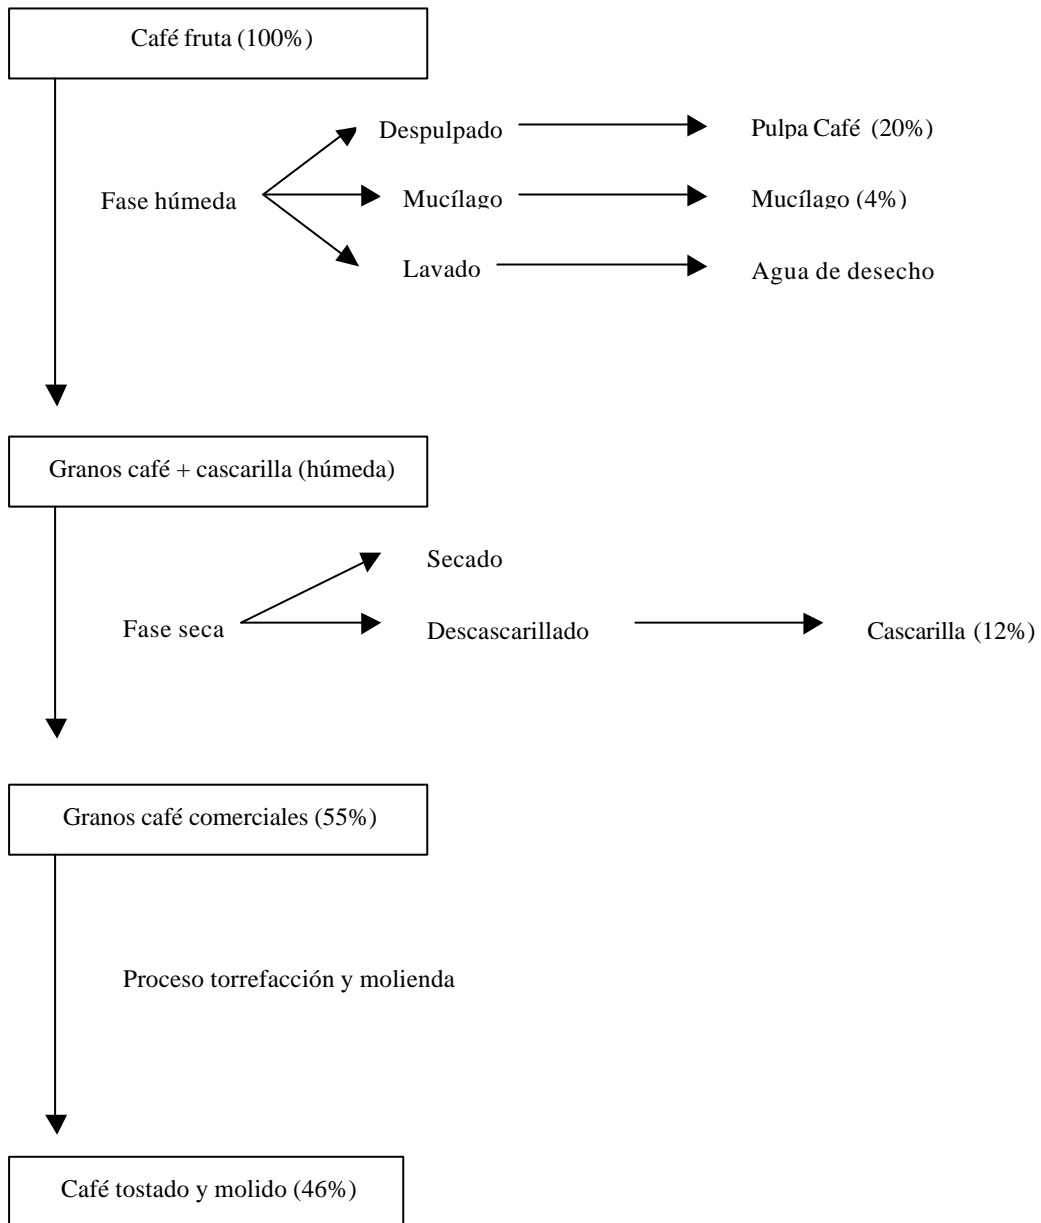 Café fruta (100%)
Despulpado
Pulpa Café (20%)
Fase húmeda
Mucílago
Mucílago (4%)
Lavado
Agua de desecho
Granos café + cascarilla (húmeda)
Secado
Fase seca
Descascarillado
Cascarilla (12%)
Granos café comerciales (55%)
Proceso torrefacción y molienda
Café tostado y molido (46%)